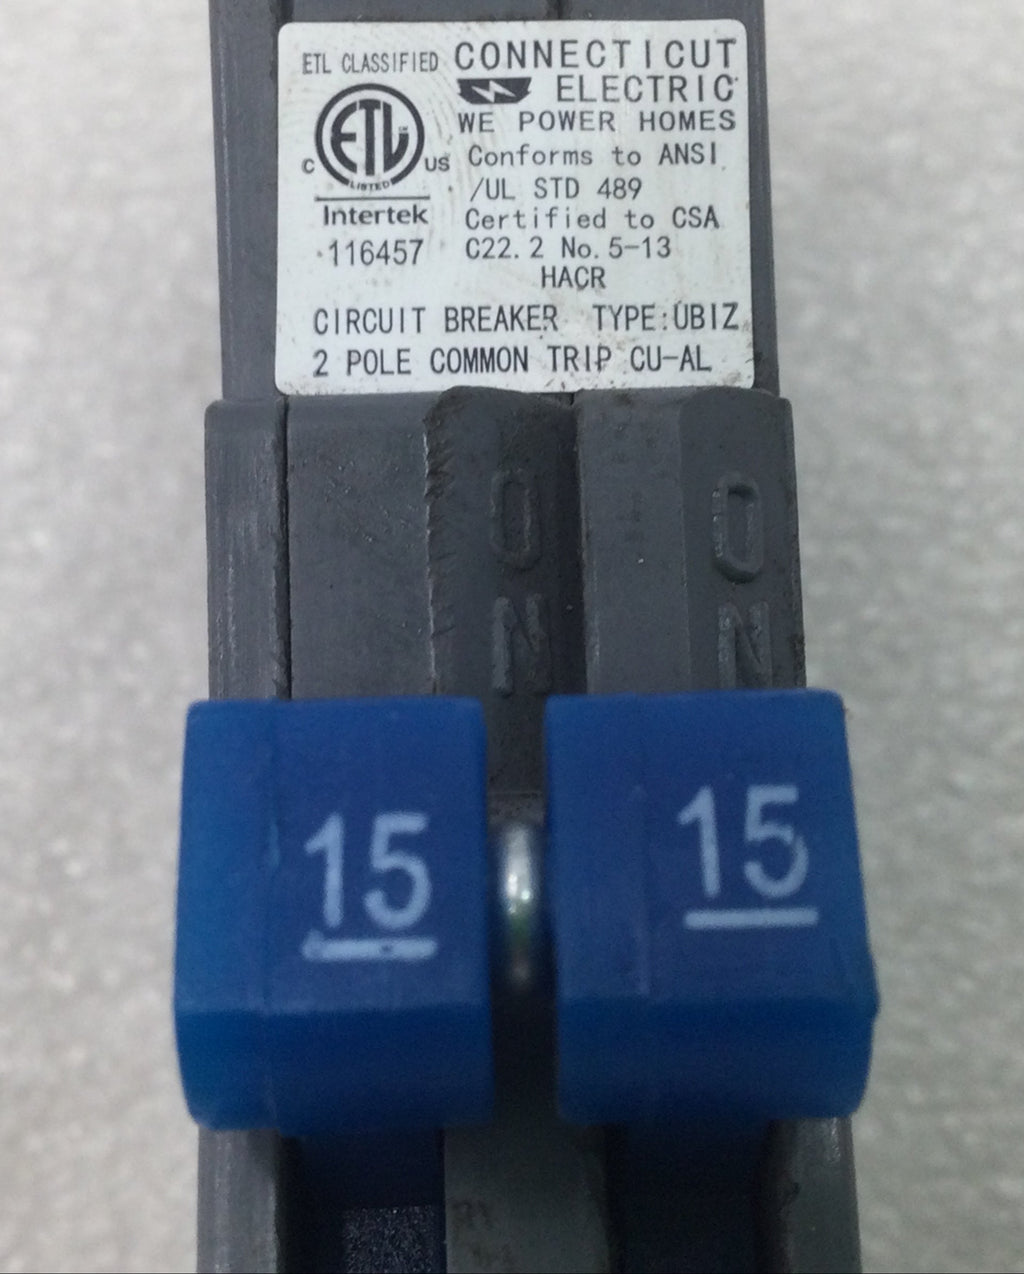 ETL CLASSIFIED
CONNECTICUT
ELECTRIC
WE POWER HOMES
ETL
LISTED
C US
Intertek
116457
Conforms to ANSI
/UL STD 489
Certified to CSA
C22.2 No.5-13
HACR
CIRCUIT BREAKER TYPE:UBIZ
2 POLE COMMON TRIP CU-AL
ON ON
15 15